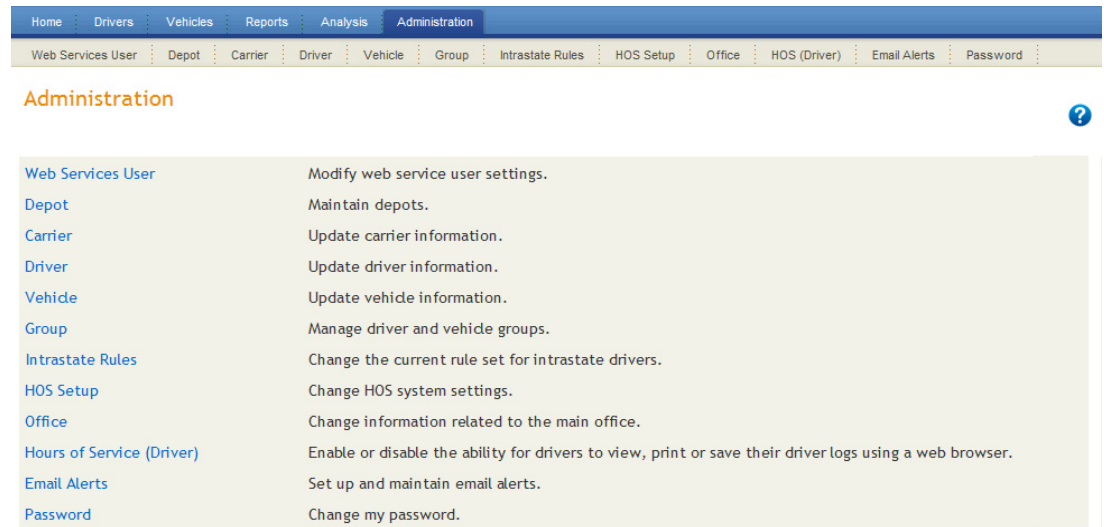 Home Drivers Vehicles Reports Analysis Administration
Web Services User Depot Carrier Driver Vehicle Group Intrastate Rules HOS Setup Office HOS (Driver) Email Alerts Password
Administration
?
Web Services User Modify web service user settings.
Depot Maintain depots.
Carrier Update carrier information.
Driver Update driver information.
Vehicle Update vehicle information.
Group Manage driver and vehicle groups.
Intrastate Rules Change the current rule set for intrastate drivers.
HOS Setup Change HOS system settings.
Office Change information related to the main office.
Hours of Service (Driver) Enable or disable the ability for drivers to view, print or save their driver logs using a web browser.
Email Alerts Set up and maintain email alerts.
Password Change my password.